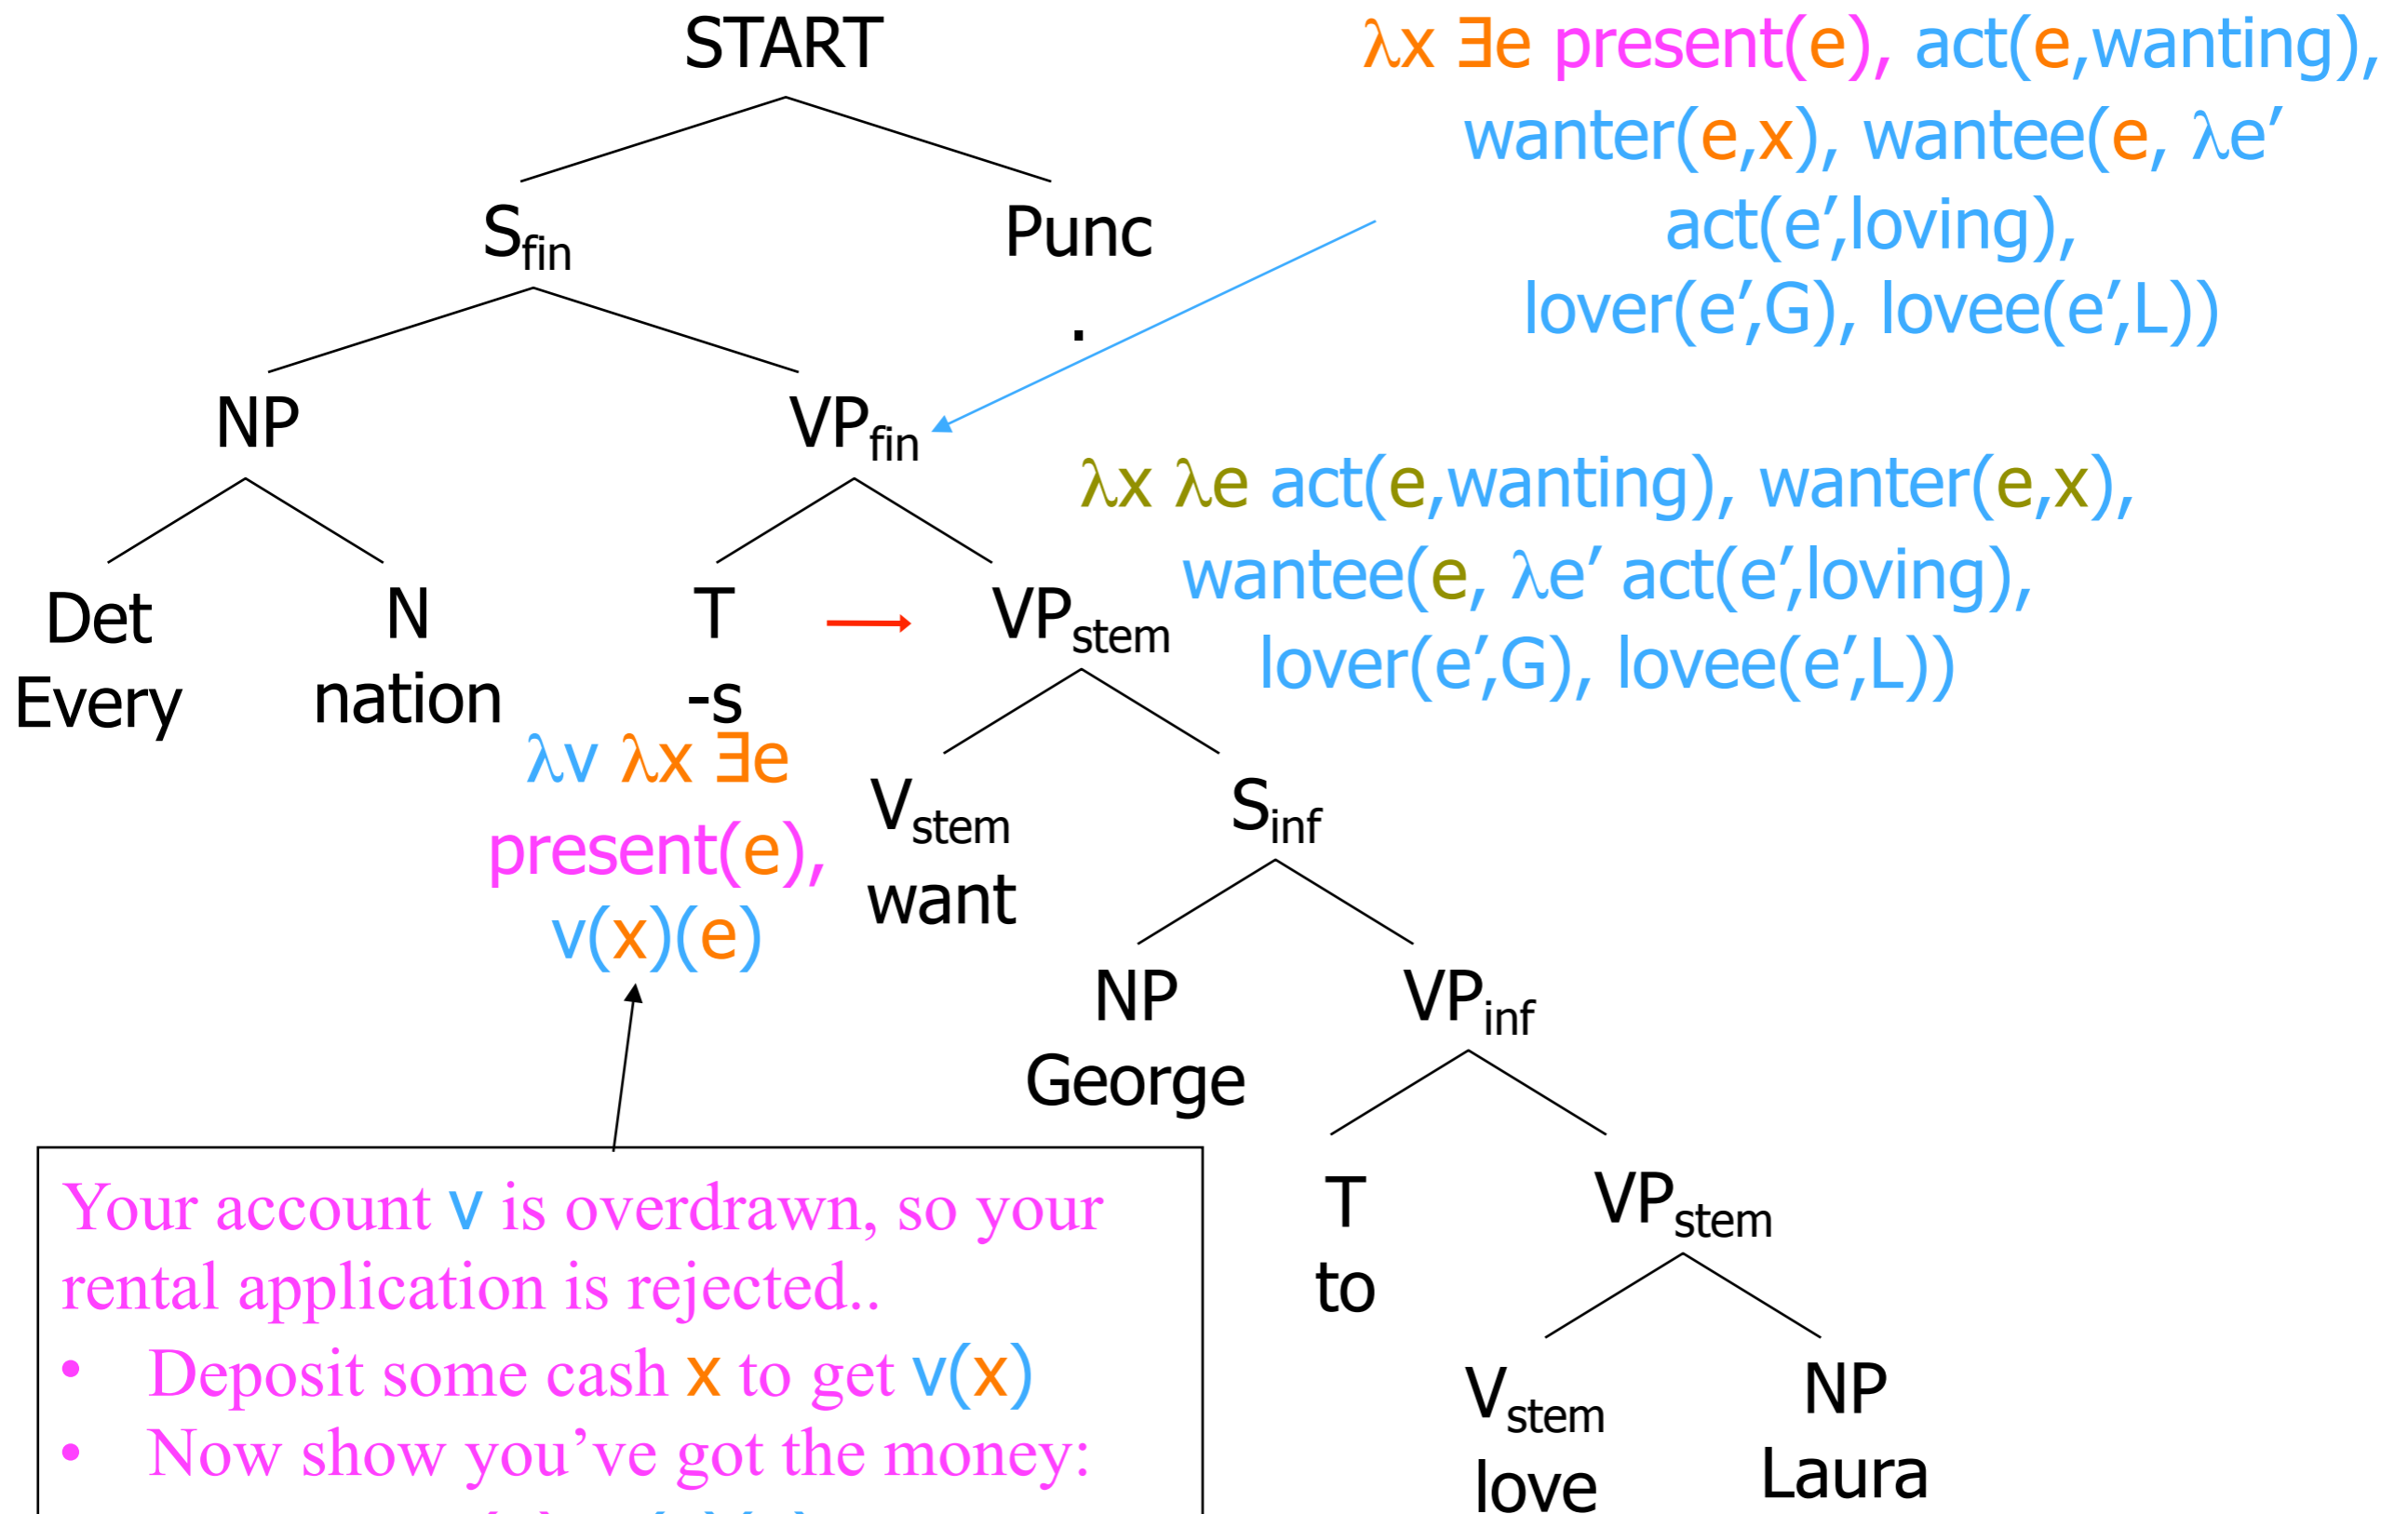 START
λx ∃e present(e), act(e,wanting),
wanter(e,x), wantee(e, λe′
act(e′,loving),
lover(e′,G), lovee(e′,L))
Sfin
Punc
.
NP
VPfin
λx λe act(e,wanting), wanter(e,x),
wantee(e, λe′ act(e′,loving),
lover(e′,G), lovee(e′,L))
Det
N
T
VPstem
Every
nation
-s
λv λx ∃e
present(e),
v(x)(e)
Vstem
Sinf
want
NP
VPinf
George
T
VPstem
to
Vstem
NP
love
Laura
Your account v is overdrawn, so your
rental application is rejected..
• Deposit some cash x to get v(x)
• Now show you’ve got the money: